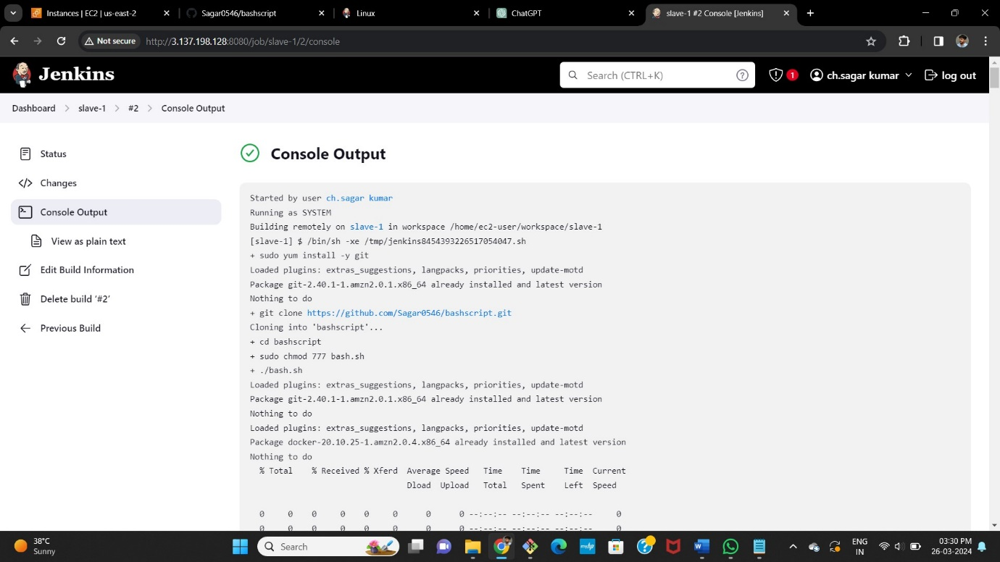 Instances | EC2 | us-east-2
Sagar0546/bashscript
Linux
ChatGPT
slave-1 #2 Console [Jenkins]
Not secure
http://3.137.198.128:8080/job/slave-1/2/console
Jenkins
Search (CTRL+K)
1
ch.sagar kumar
log out
Dashboard > slave-1 > #2 > Console Output
Status
Changes
Console Output
View as plain text
Edit Build Information
Delete build ‘#2’
Previous Build
Console Output
Started by user ch.sagar kumar
Running as SYSTEM
Building remotely on slave-1 in workspace /home/ec2-user/workspace/slave-1
[slave-1] $ /bin/sh -xe /tmp/jenkins8454393226517054047.sh
+ sudo yum install -y git
Loaded plugins: extras_suggestions, langpacks, priorities, update-motd
Package git-2.40.1-1.amzn2.0.1.x86_64 already installed and latest version
Nothing to do
+ git clone https://github.com/Sagar0546/bashscript.git
Cloning into 'bashscript'...
+ cd bashscript
+ sudo chmod 777 bash.sh
+ ./bash.sh
Loaded plugins: extras_suggestions, langpacks, priorities, update-motd
Package git-2.40.1-1.amzn2.0.1.x86_64 already installed and latest version
Nothing to do
Loaded plugins: extras_suggestions, langpacks, priorities, update-motd
Package docker-20.10.25-1.amzn2.0.4.x86_64 already installed and latest version
Nothing to do
% Total % Received % Xferd Average Speed Time Time Time Current
Dload Upload Total Spent Left Speed
0 0 0 0 0 0 0 0 --:--:-- --:--:-- --:--:-- 0
0 0 0 0 0 0 0 0 --:--:-- --:--:-- --:--:-- 0
38°C
Sunny
Search
ENG
IN
03:30 PM
26-03-2024